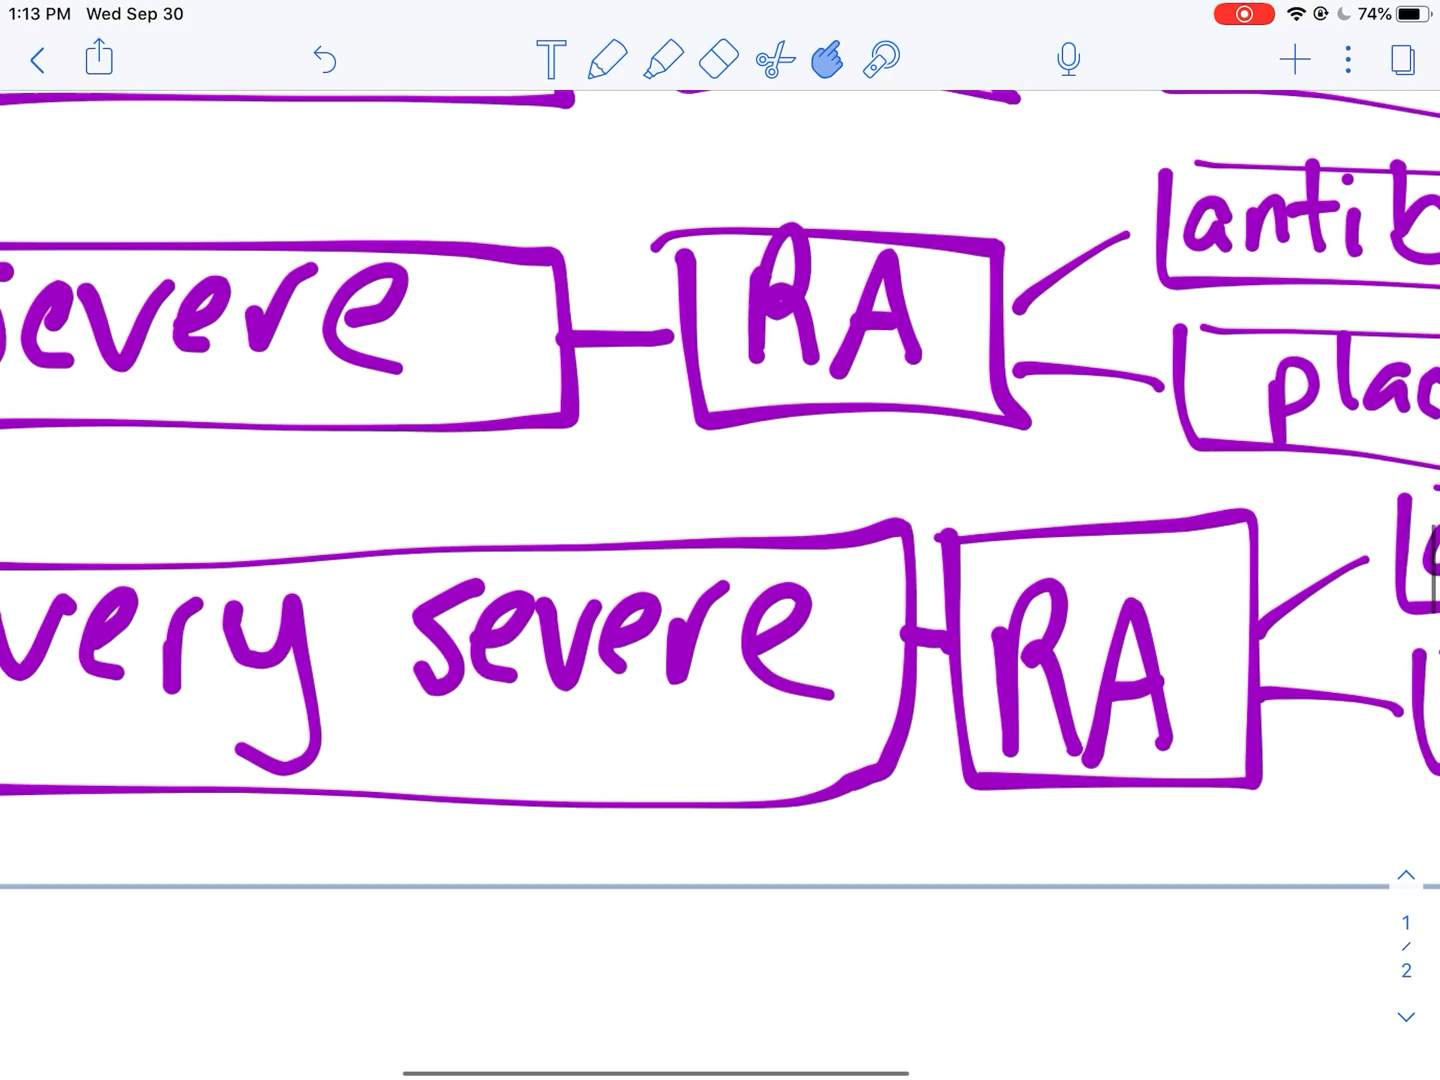 1:13 PM Wed Sep 30 74%
T
antib
severe RA
plac
very severe RA
1
/
2